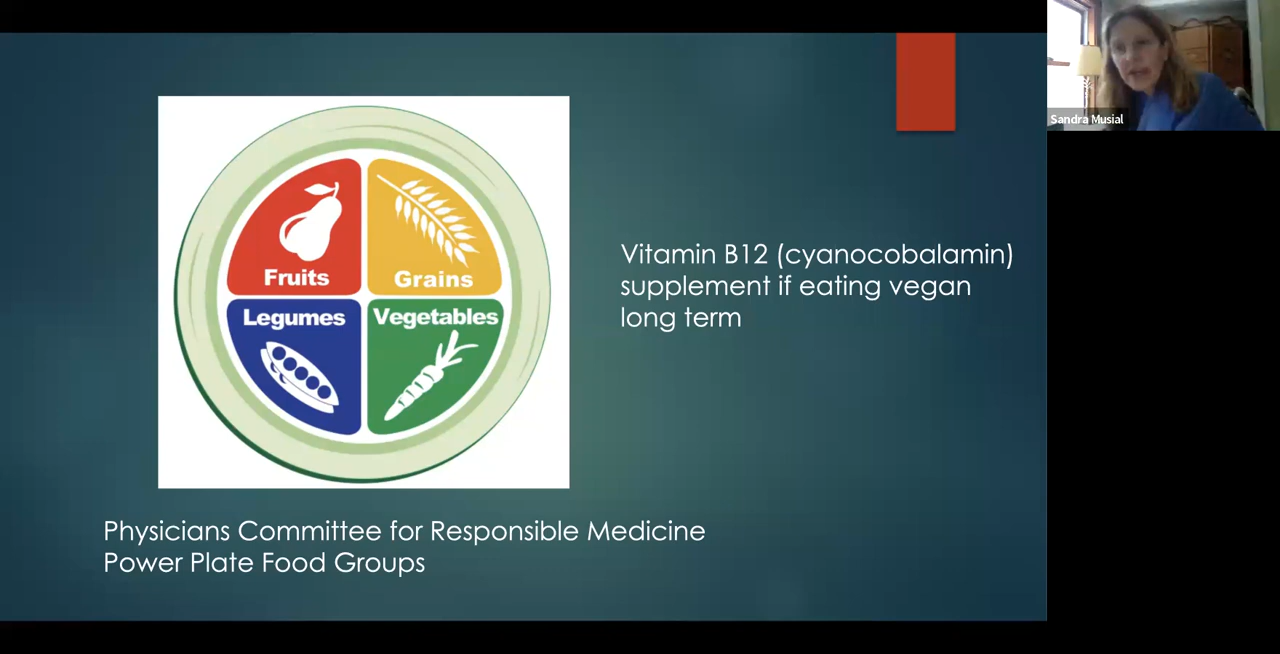 Fruits
Grains
Legumes
Vegetables
Vitamin B12 (cyanocobalamin)
supplement if eating vegan
long term
Physicians Committee for Responsible Medicine
Power Plate Food Groups
Sandra Musial